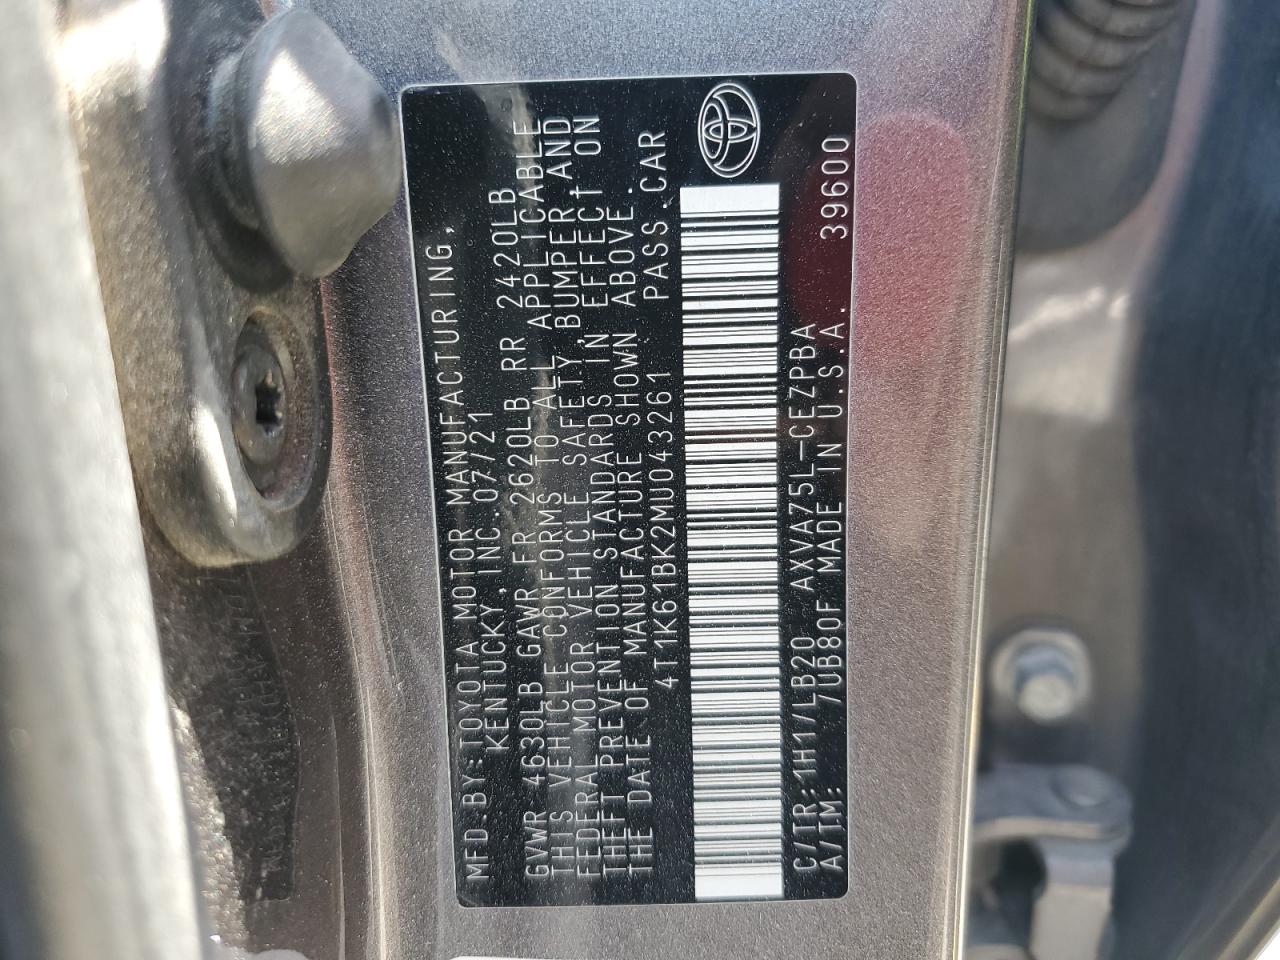 MFD.BY:TOYOTA MOTOR MANUFACTURING,
KENTUCKY,INC. 07/21
GVWR 4630LB GAWR FR 2620LB RR 2420LB
THIS VEHICLE CONFORMS TO ALL APPLICABLE
FEDERAL MOTOR VEHICLE SAFETY,BUMPER,AND
THEFT PREVENTION STANDARDS IN EFFECT ON
THE DATE OF MANUFACTURE SHOWN ABOVE.
4T1K61BK2MU043261 PASS.CAR
C/TR:1H1/LB20 AXVA75L-CEZPBA
A/TM: 7UB80F MADE IN U.S.A. 39600